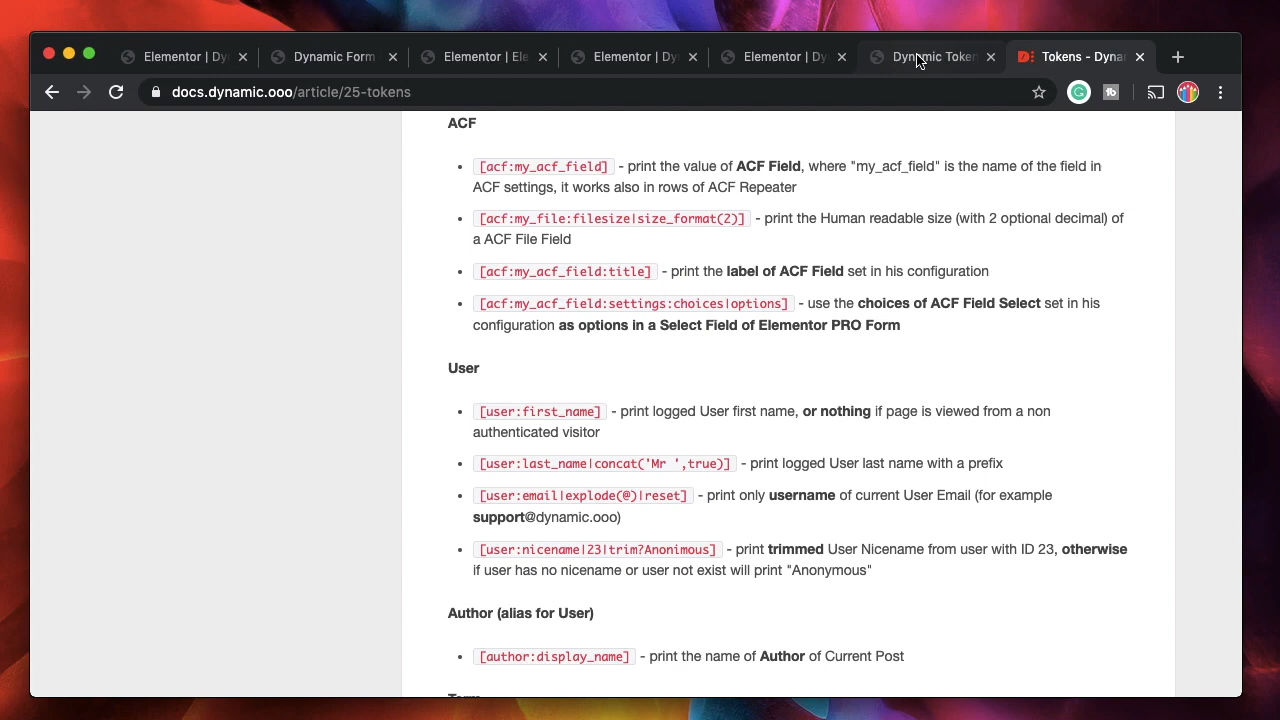 Elementor | Dy
Dynamic Form
Elementor | Ele
Elementor | Dy
Elementor | Dy
Dynamic Token
Tokens - Dynar
docs.dynamic.ooo/article/25-tokens
ACF
[acf:my_acf_field] - print the value of ACF Field, where "my_acf_field" is the name of the field in
ACF settings, it works also in rows of ACF Repeater
[acf:my_file:filesize|size_format(2)] - print the Human readable size (with 2 optional decimal) of
a ACF File Field
[acf:my_acf_field:title] - print the label of ACF Field set in his configuration
[acf:my_acf_field:settings:choices|options] - use the choices of ACF Field Select set in his
configuration as options in a Select Field of Elementor PRO Form
User
[user:first_name] - print logged User first name, or nothing if page is viewed from a non
authenticated visitor
[user:last_name|concat('Mr ',true)] - print logged User last name with a prefix
[user:email|explode(@)|reset] - print only username of current User Email (for example
support@dynamic.ooo)
[user:nicename|23|trim?Anonimous] - print trimmed User Nicename from user with ID 23, otherwise
if user has no nicename or user not exist will print "Anonymous"
Author (alias for User)
[author:display_name] - print the name of Author of Current Post
Term